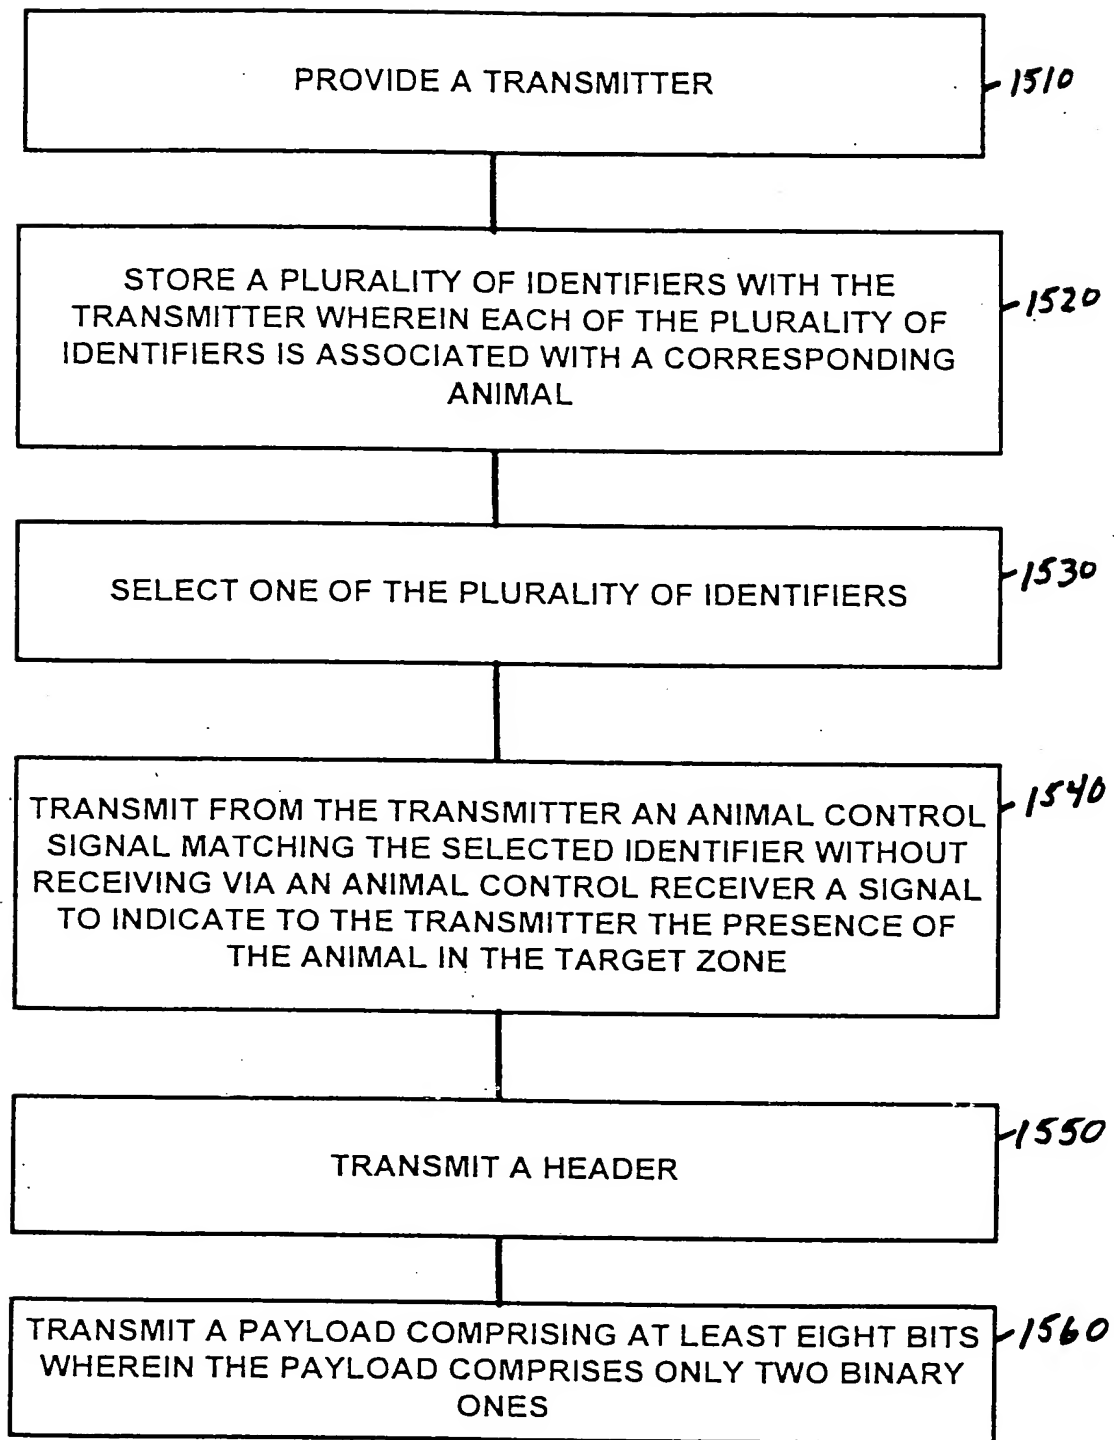 PROVIDE A TRANSMITTER
1510
STORE A PLURALITY OF IDENTIFIERS WITH THE
TRANSMITTER WHEREIN EACH OF THE PLURALITY OF
IDENTIFIERS IS ASSOCIATED WITH A CORRESPONDING
ANIMAL
1520
SELECT ONE OF THE PLURALITY OF IDENTIFIERS
1530
TRANSMIT FROM THE TRANSMITTER AN ANIMAL CONTROL
SIGNAL MATCHING THE SELECTED IDENTIFIER WITHOUT
RECEIVING VIA AN ANIMAL CONTROL RECEIVER A SIGNAL
TO INDICATE TO THE TRANSMITTER THE PRESENCE OF
THE ANIMAL IN THE TARGET ZONE
1540
TRANSMIT A HEADER
1550
TRANSMIT A PAYLOAD COMPRISING AT LEAST EIGHT BITS
WHEREIN THE PAYLOAD COMPRISES ONLY TWO BINARY
ONES
1560